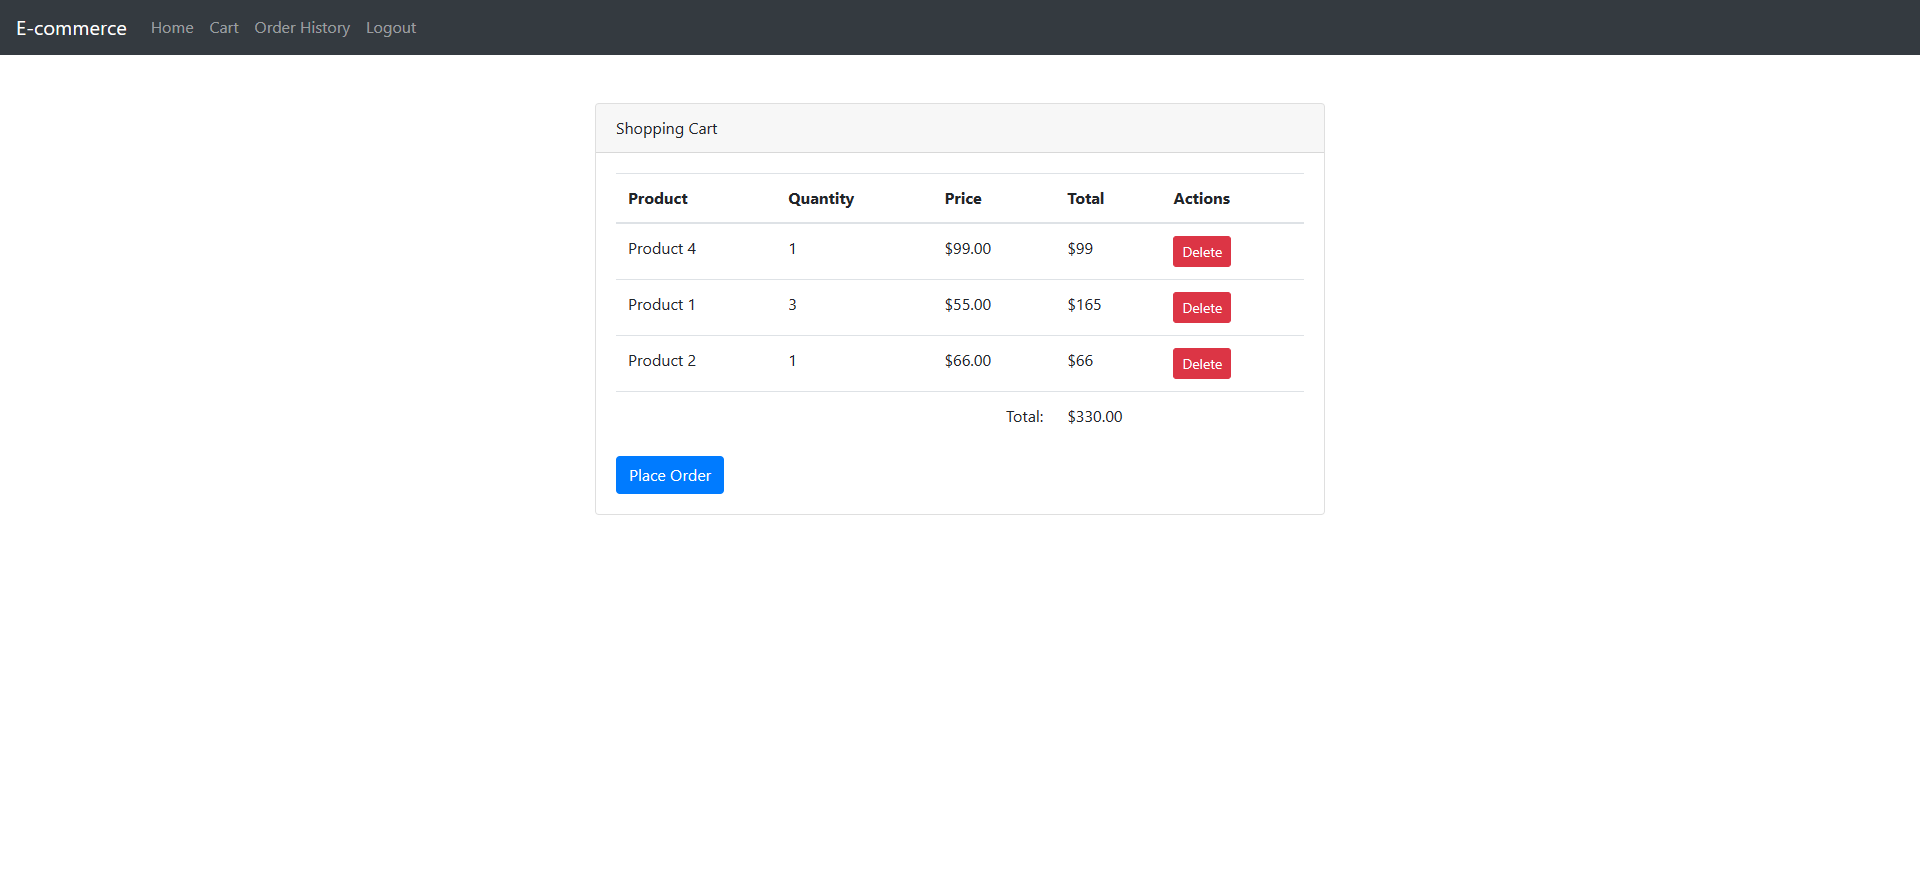 E-commerce Home Cart Order History Logout
Shopping Cart
Product Quantity Price Total Actions
Product 4 1 $99.00 $99 Delete
Product 1 3 $55.00 $165 Delete
Product 2 1 $66.00 $66 Delete
Total: $330.00
Place Order